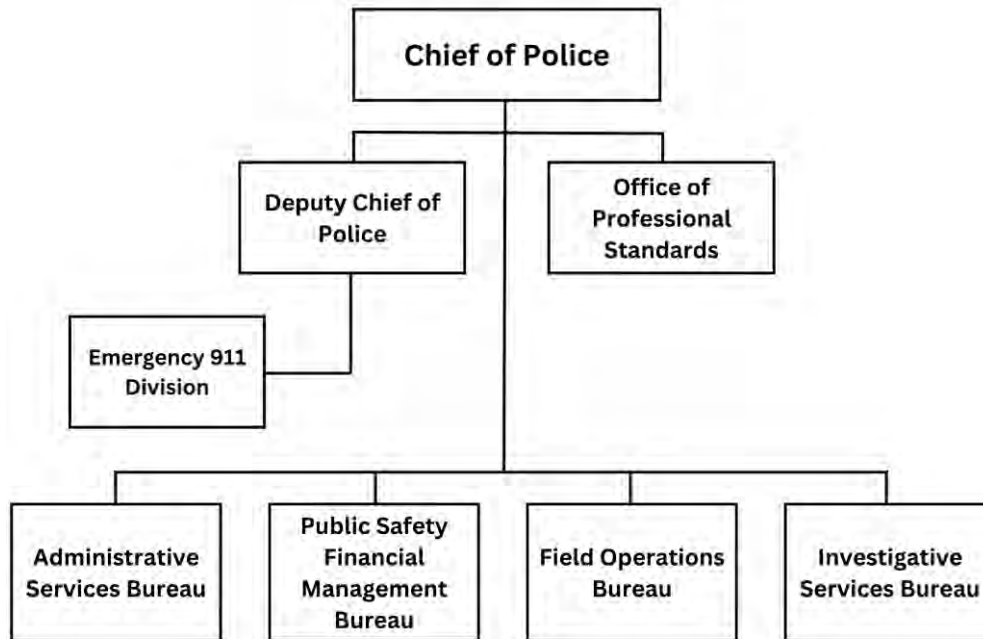 Chief of Police
Deputy Chief of
Police
Office of
Professional
Standards
Emergency 911
Division
Administrative
Services Bureau
Public Safety
Financial
Management
Bureau
Field Operations
Bureau
Investigative
Services Bureau